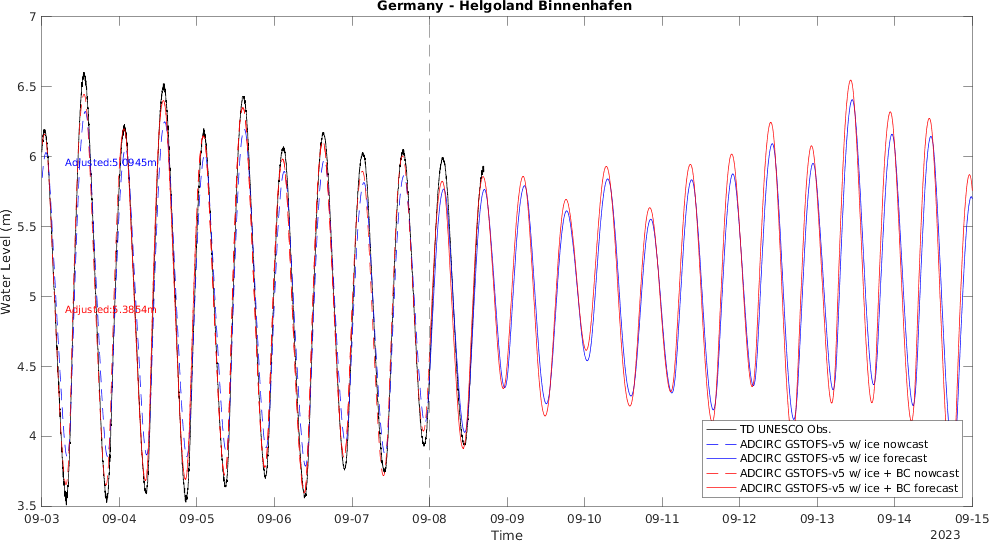 Germany - Helgoland Binnenhafen
7
6.5
6
5.5
5
4.5
4
3.5
Water Level (m)
Adjusted:5.0945m
Adjusted:5.3864m
TD UNESCO Obs.
ADCIRC GSTOFS-v5 w/ ice nowcast
ADCIRC GSTOFS-v5 w/ ice forecast
ADCIRC GSTOFS-v5 w/ ice + BC nowcast
ADCIRC GSTOFS-v5 w/ ice + BC forecast
09-03 09-04 09-05 09-06 09-07 09-08 09-09 09-10 09-11 09-12 09-13 09-14 09-15
Time
2023